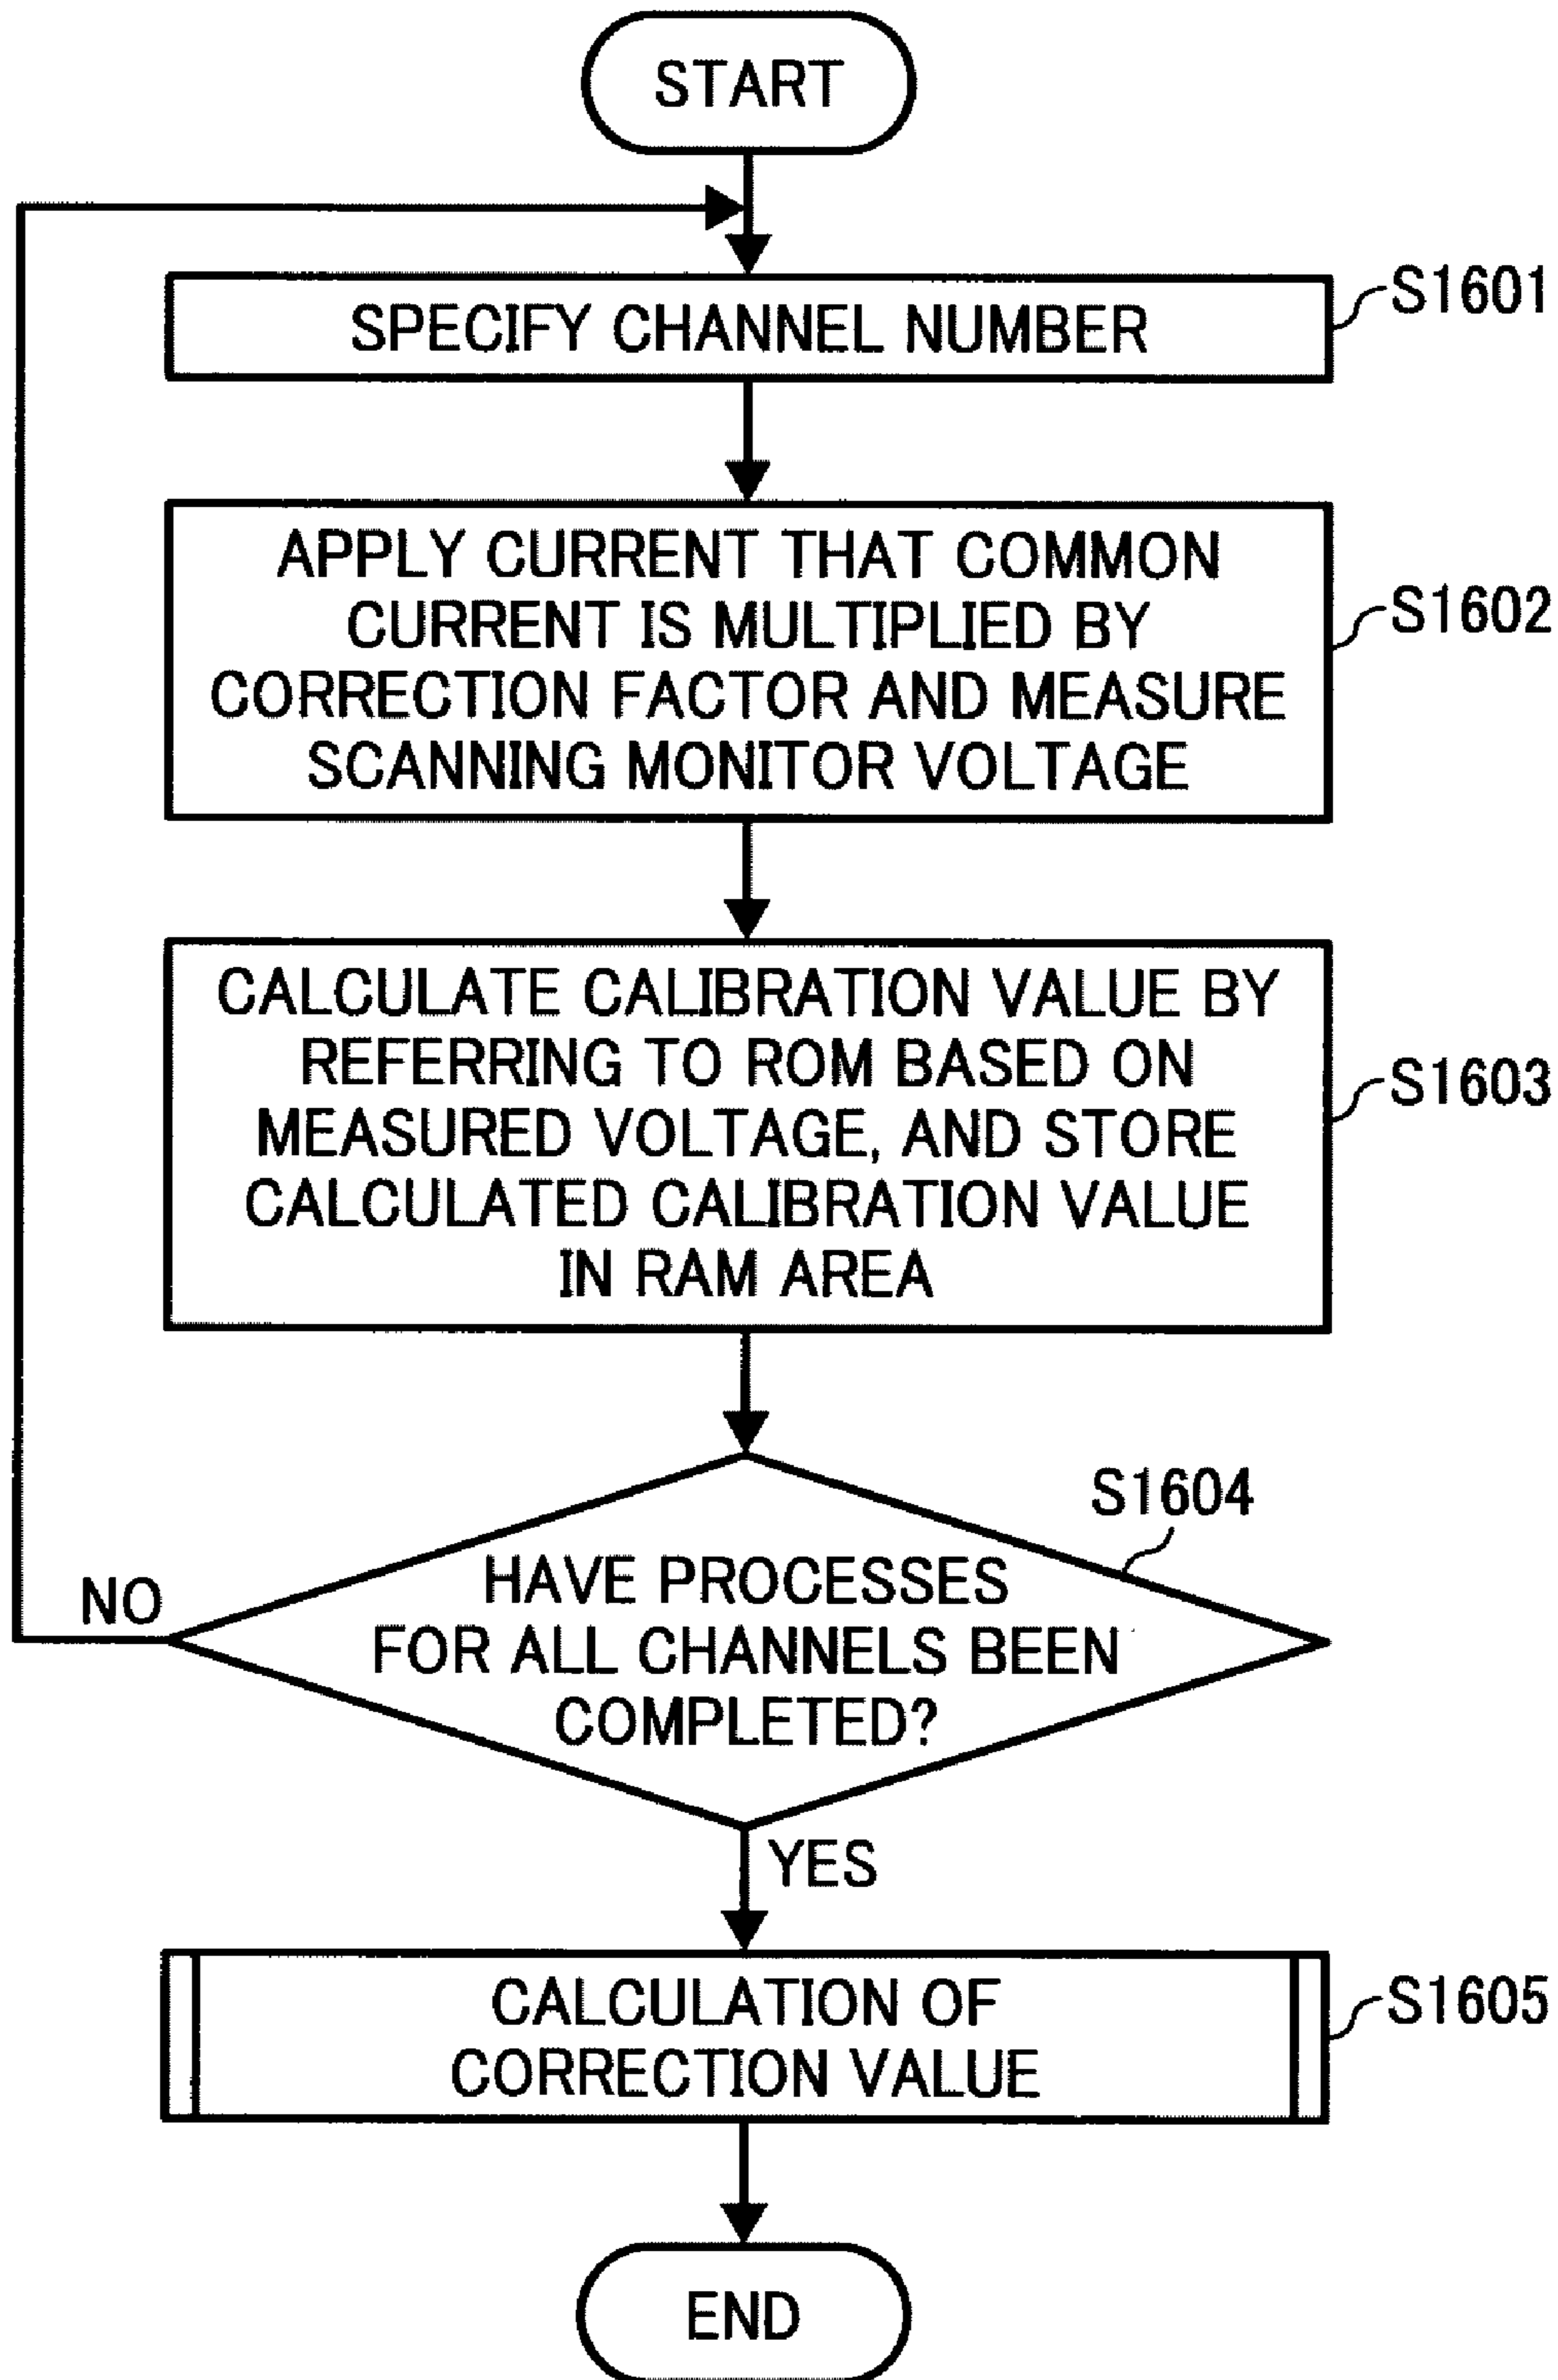 START
SPECIFY CHANNEL NUMBER
S1601
APPLY CURRENT THAT COMMON
CURRENT IS MULTIPLIED BY
CORRECTION FACTOR AND MEASURE
SCANNING MONITOR VOLTAGE
S1602
CALCULATE CALIBRATION VALUE BY
REFERRING TO ROM BASED ON
MEASURED VOLTAGE, AND STORE
CALCULATED CALIBRATION VALUE
IN RAM AREA
S1603
S1604
HAVE PROCESSES
FOR ALL CHANNELS BEEN
COMPLETED?
NO
YES
CALCULATION OF
CORRECTION VALUE
S1605
END